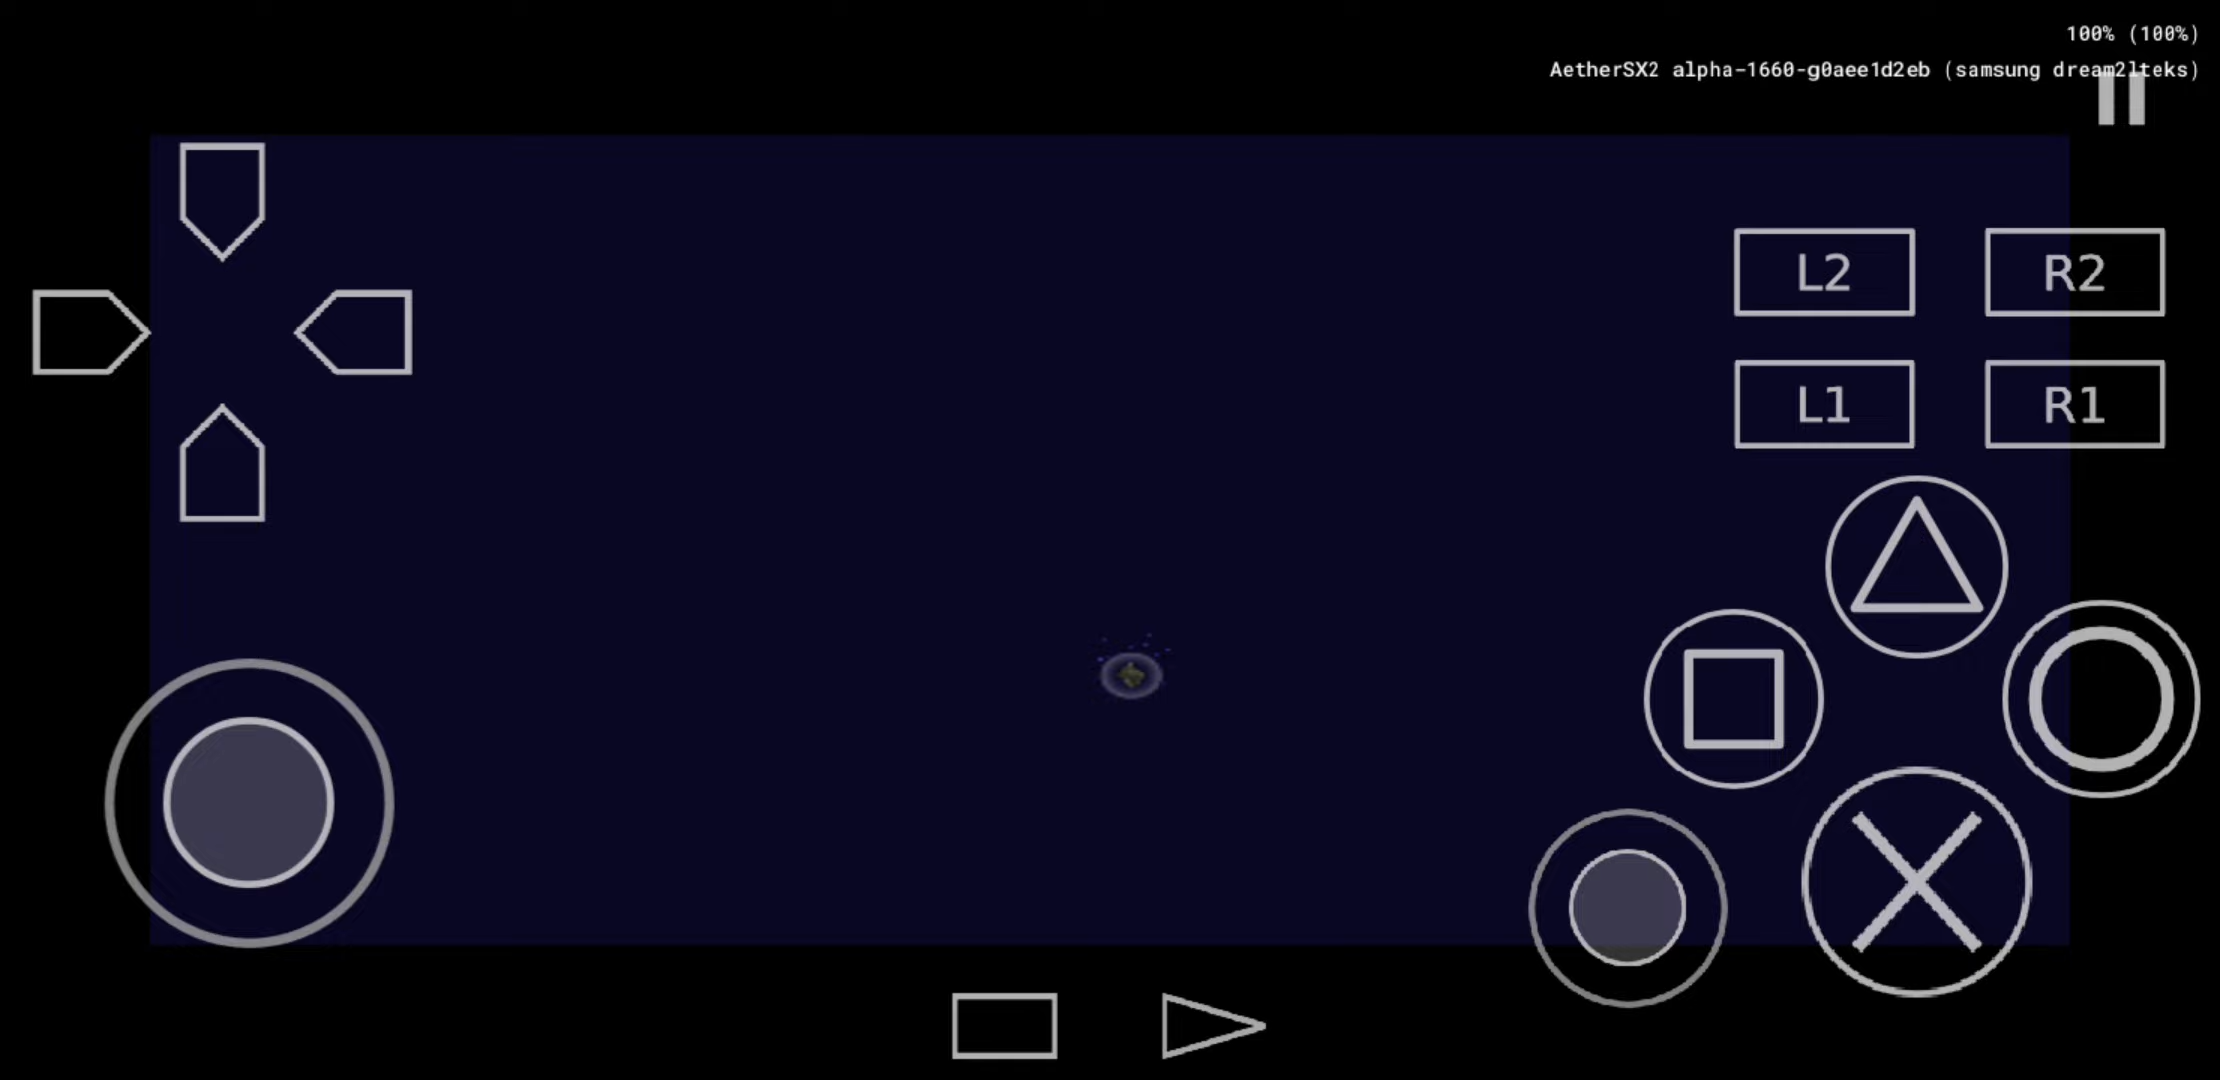 100% (100%)
AetherSX2 alpha-1660-g0aee1d2eb (samsung dream2lteks)
L2 R2
L1 R1